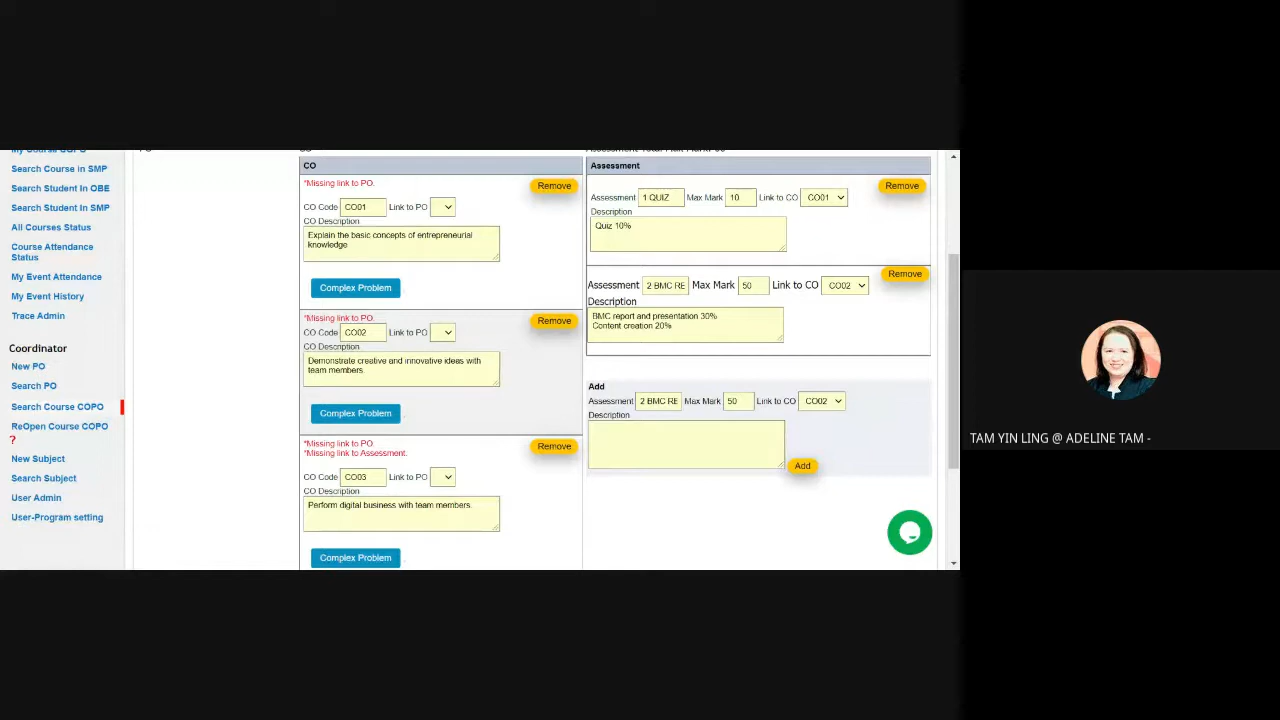 Search Course in SMP
Search Student In OBE
Search Student In SMP
All Courses Status
Course Attendance
Status
My Event Attendance
My Event History
Trace Admin
Coordinator
New PO
Search PO
Search Course COPO
ReOpen Course COPO
?
New Subject
Search Subject
User Admin
User-Program setting
CO
*Missing link to PO.
Remove
CO Code CO01 Link to PO
CO Description
Explain the basic concepts of entrepreneurial
knowledge
Complex Problem
*Missing link to PO.
Remove
CO Code CO02 Link to PO
CO Description
Demonstrate creative and innovative ideas with
team members.
Complex Problem
*Missing link to PO.
*Missing link to Assessment.
Remove
CO Code CO03 Link to PO
CO Description
Perform digital business with team members.
Complex Problem
Assessment
Remove
Assessment 1 QUIZ Max Mark 10 Link to CO CO01
Description
Quiz 10%
Remove
Assessment 2 BMC RE Max Mark 50 Link to CO CO02
Description
BMC report and presentation 30%
Content creation 20%
Add
Assessment 2 BMC RE Max Mark 50 Link to CO CO02
Description
Add
TAM YIN LING @ ADELINE TAM -